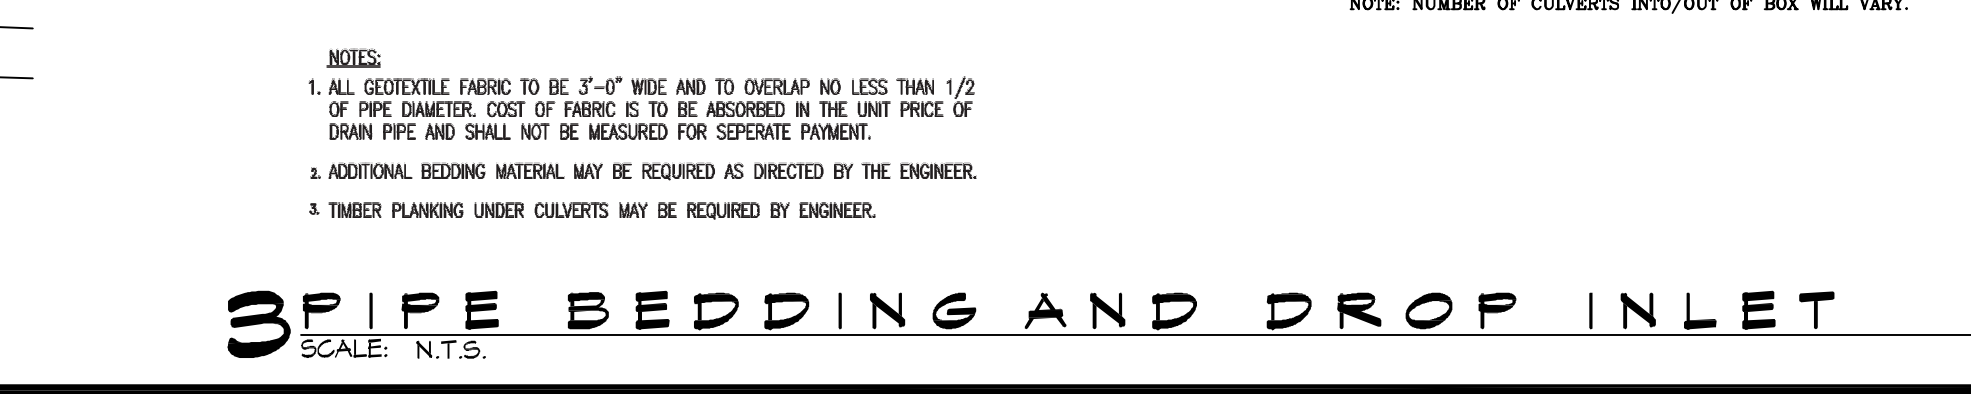 NOTE: NUMBER OF CULVERTS INTO/OUT OF BOX WILL VARY.
NOTES:
1. ALL GEOTEXTILE FABRIC TO BE 3'-0" WIDE AND TO OVERLAP NO LESS THAN 1/2
OF PIPE DIAMETER. COST OF FABRIC IS TO BE ABSORBED IN THE UNIT PRICE OF
DRAIN PIPE AND SHALL NOT BE MEASURED FOR SEPERATE PAYMENT.
2. ADDITIONAL BEDDING MATERIAL MAY BE REQUIRED AS DIRECTED BY THE ENGINEER.
3. TIMBER PLANKING UNDER CULVERTS MAY BE REQUIRED BY ENGINEER.
3 PIPE BEDDING AND DROP INLET
SCALE: N.T.S.